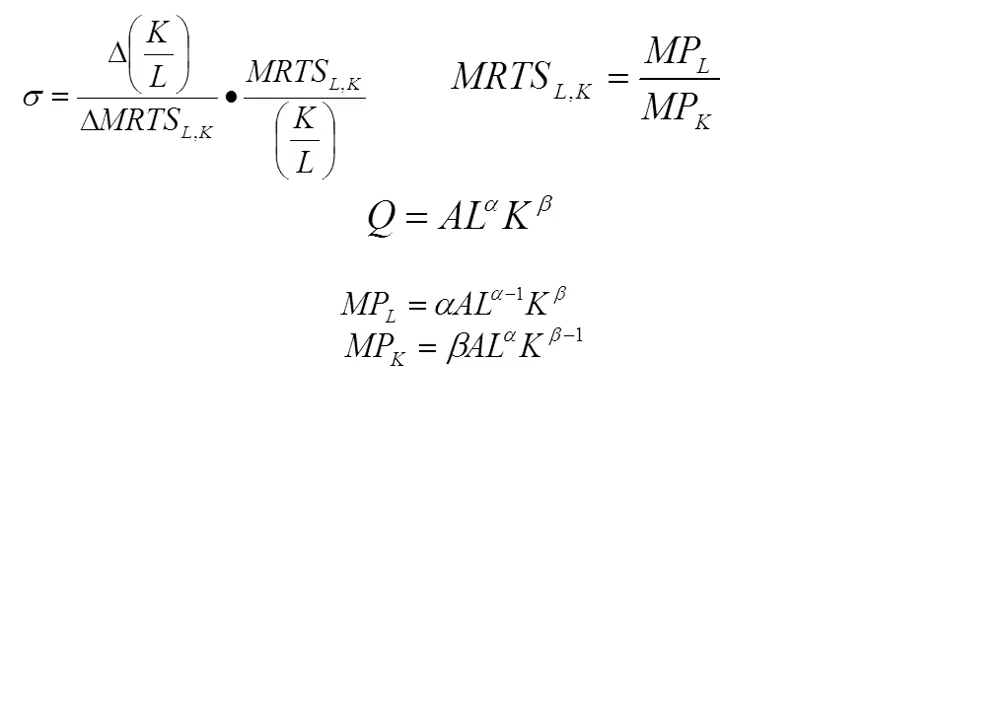 σ = Δ(K/L)/ΔMRTS_{L,K} • MRTS_{L,K}/(K/L)
MRTS_{L,K} = MP_L/MP_K
Q = AL^α K^β
MP_L = αAL^{α−1} K^β
MP_K = βAL^α K^{β−1}